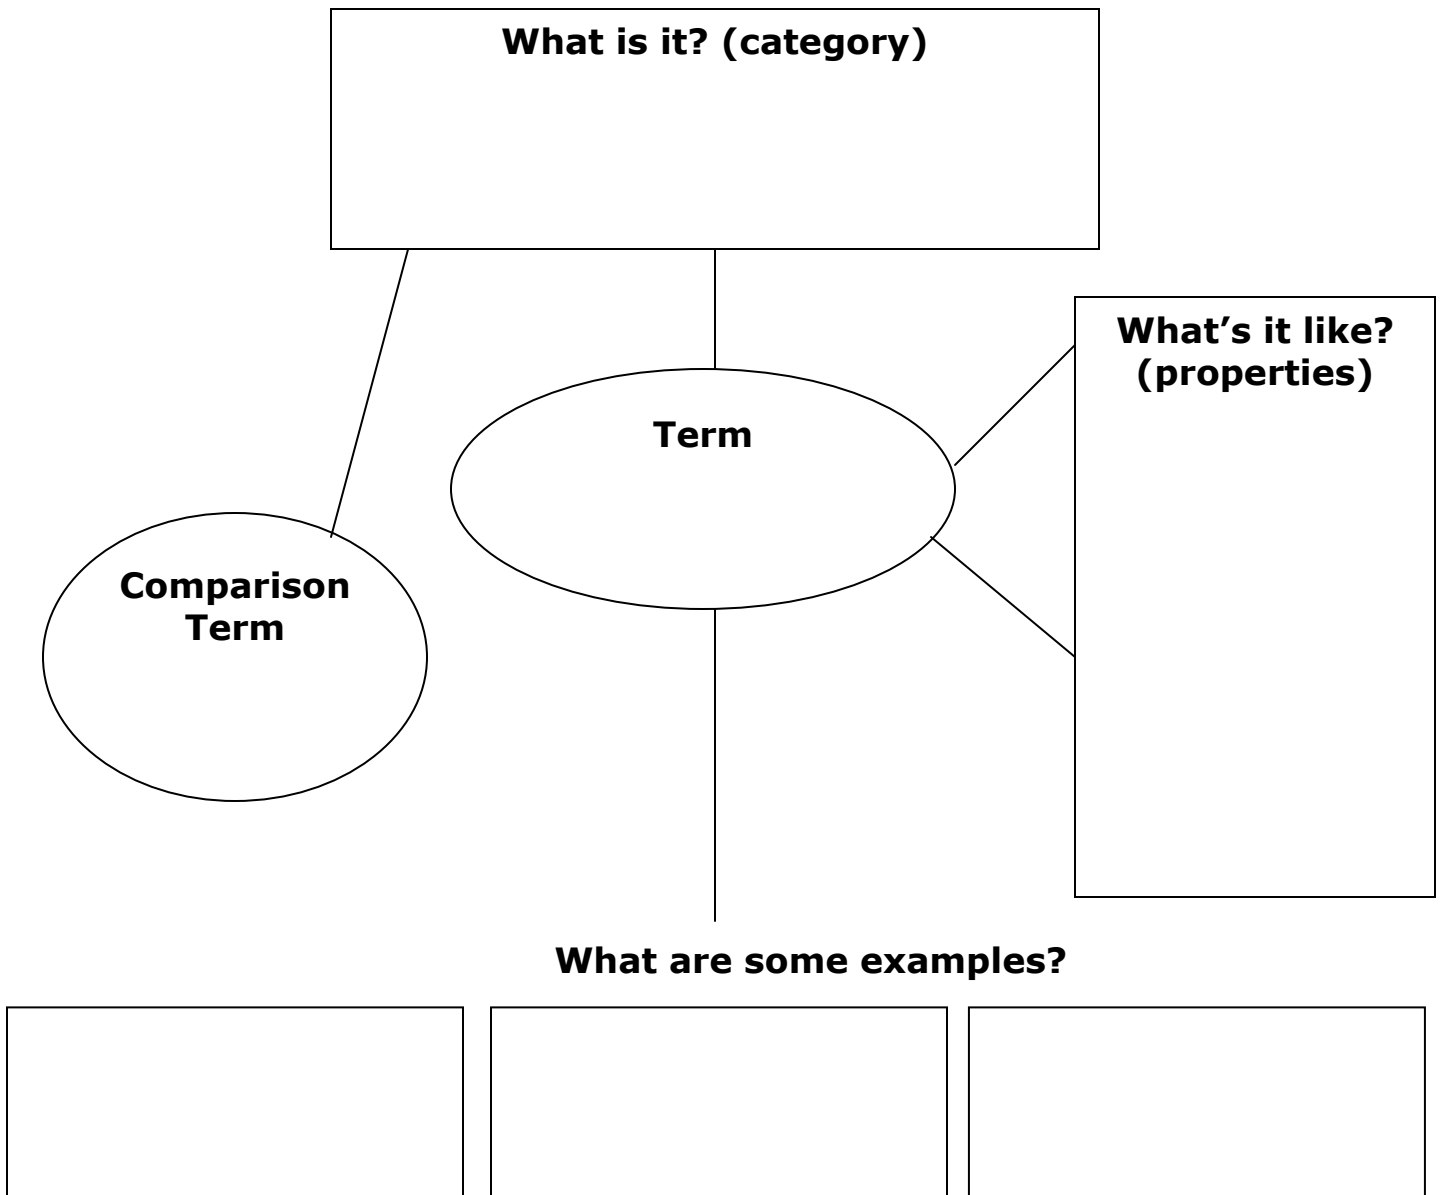 What is it? (category)
What’s it like?
(properties)
Term
Comparison
Term
What are some examples?